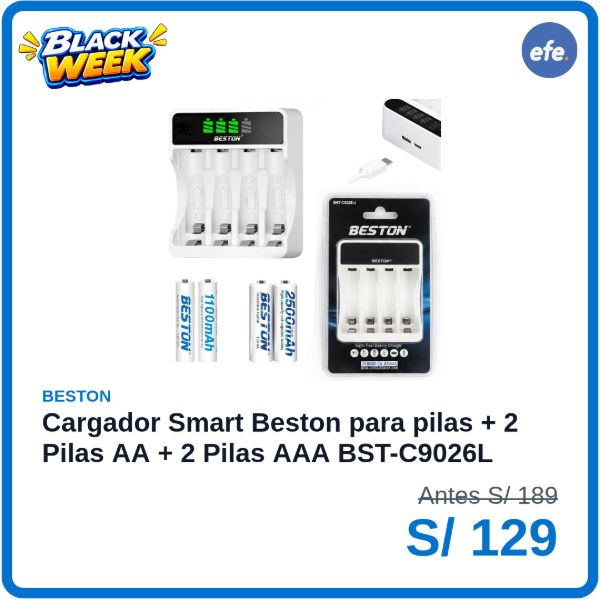 BLACK
WEEK
efe.
BESTON
BST-C9026Li
BESTON
BESTON
1100mAh
BESTON
2500mAh
BESTON
BESTON
Cargador Smart Beston para pilas + 2
Pilas AA + 2 Pilas AAA BST-C9026L
Antes S/ 189
S/ 129